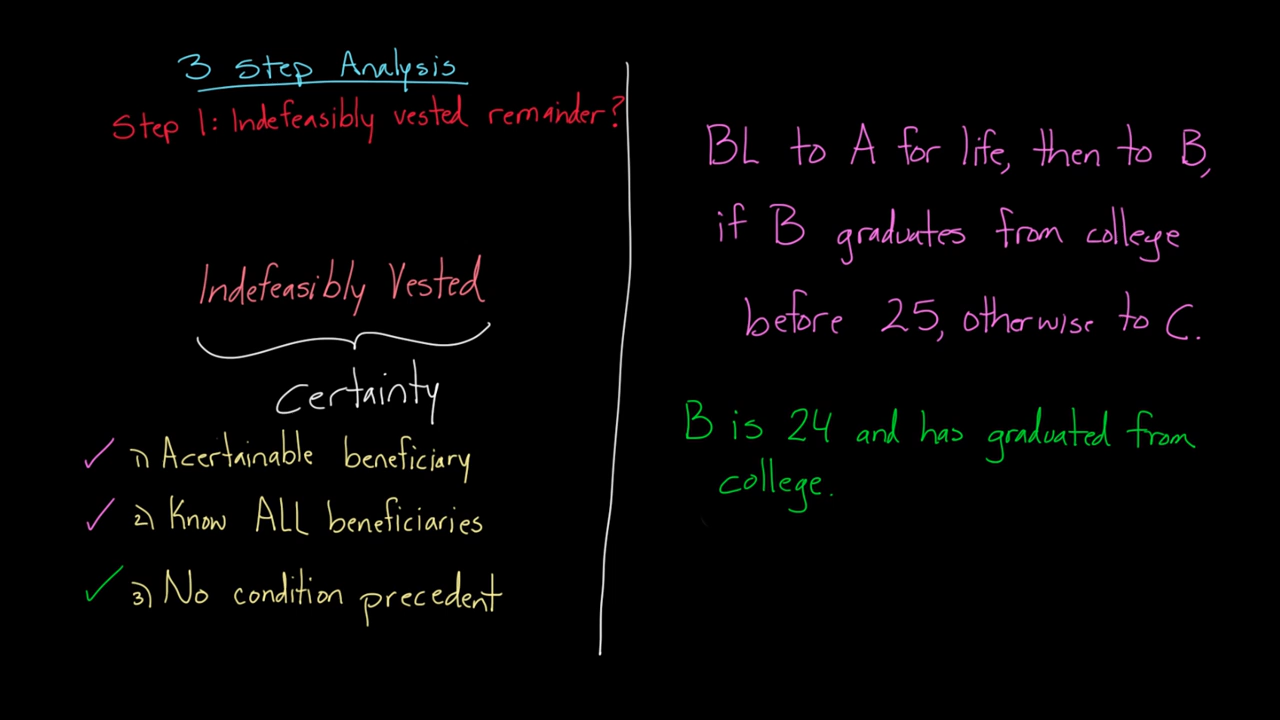 3 Step Analysis
Step 1: Indefeasibly vested remainder?
Indefeasibly Vested
Certainty
1) Acertainable beneficiary
2) Know ALL beneficiaries
3) No condition precedent
BL to A for life, then to B,
if B graduates from college
before 25, otherwise to C.
B is 24 and has graduated from
college.